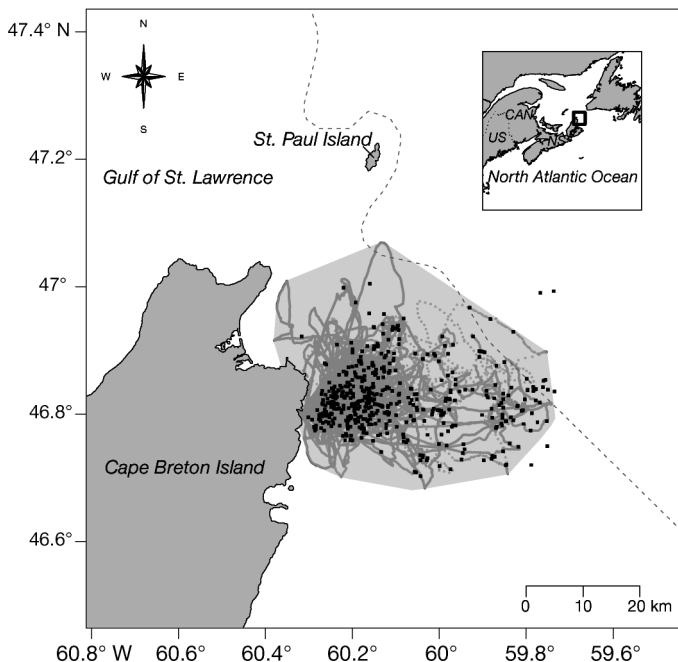 47.4° N
N
W E
S
St. Paul Island
CAN
US
NS
North Atlantic Ocean
47.2°
Gulf of St. Lawrence
47°
46.8°
Cape Breton Island
46.6°
0 10 20 km
60.8° W 60.6° 60.4° 60.2° 60° 59.8° 59.6°